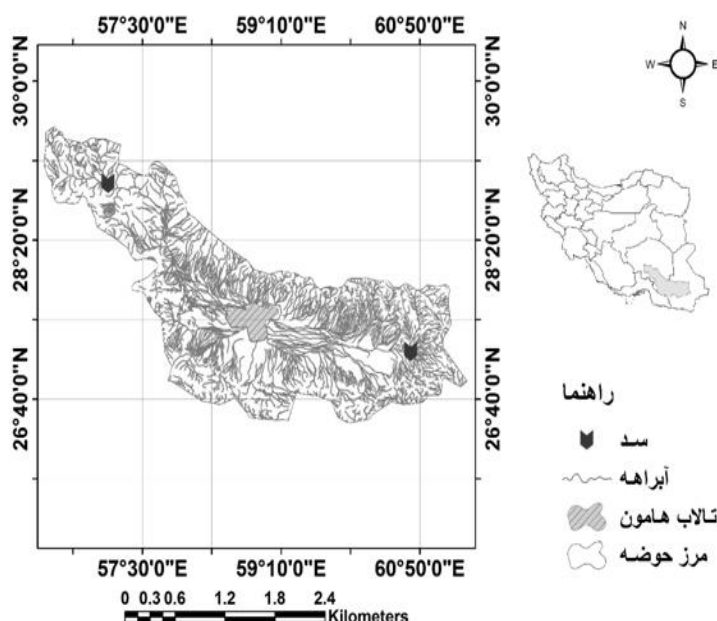 57°30'0"E 59°10'0"E 60°50'0"E
30°0'0"N 30°0'0"N
28°20'0"N 28°20'0"N
26°40'0"N 26°40'0"N
57°30'0"E 59°10'0"E 60°50'0"E
0 0.3 0.6 1.2 1.8 2.4
Kilometers
N
W E
S
راهنما
سد
آبراهه
تالاب هامون
مرز حوضه